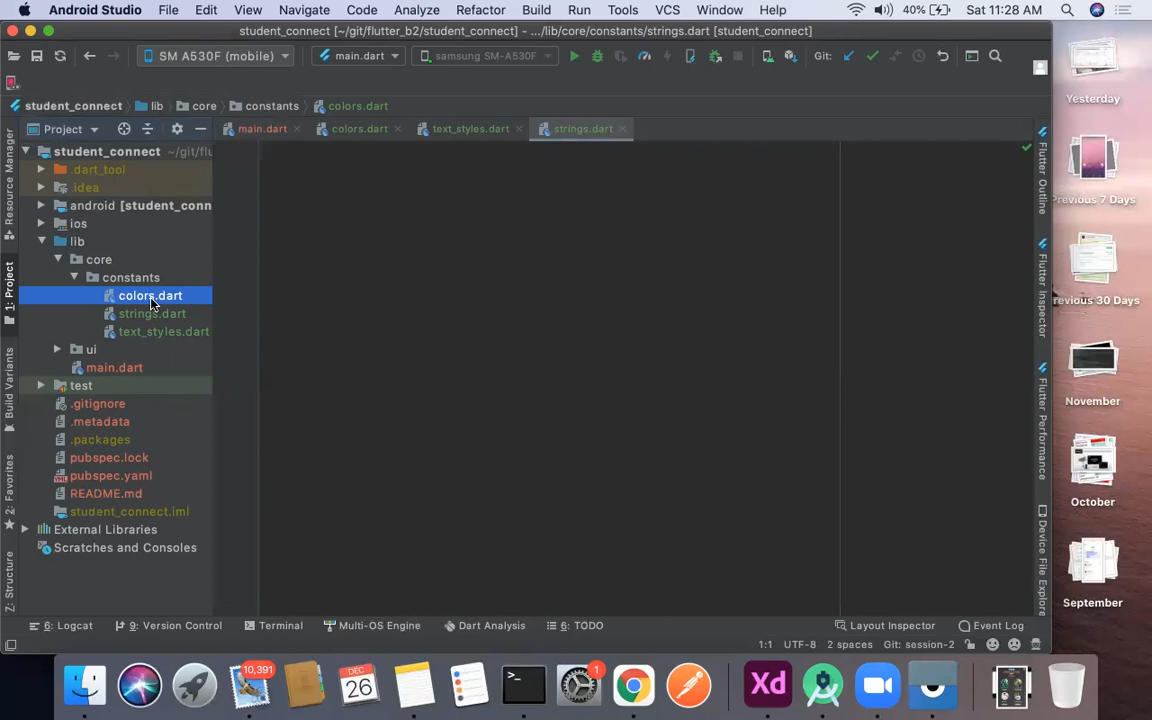 Android Studio File Edit View Navigate Code Analyze Refactor Build Run Tools VCS Window Help 40% Sat 11:28 AM
student_connect [~/git/flutter_b2/student_connect] - .../lib/core/constants/strings.dart [student_connect]
SM A530F (mobile) main.dart samsung SM-A530F Git:
student_connect lib core constants colors.dart
Project main.dart colors.dart text_styles.dart strings.dart
student_connect ~/git/flu
.dart_tool
.idea
android [student_conn
ios
lib
core
constants
colors.dart
strings.dart
text_styles.dart
ui
main.dart
test
.gitignore
.metadata
.packages
pubspec.lock
pubspec.yaml
README.md
student_connect.iml
External Libraries
Scratches and Consoles
Resource Manager
1: Project
Build Variants
2: Favorites
Z: Structure
Flutter Outline
Flutter Inspector
Flutter Performance
Device File Explore
Yesterday
Previous 7 Days
revious 30 Days
November
October
September
6: Logcat 9: Version Control Terminal Multi-OS Engine Dart Analysis 6: TODO Layout Inspector Event Log
1:1 UTF-8 2 spaces Git: session-2
10,391
DEC
26
1
Xd